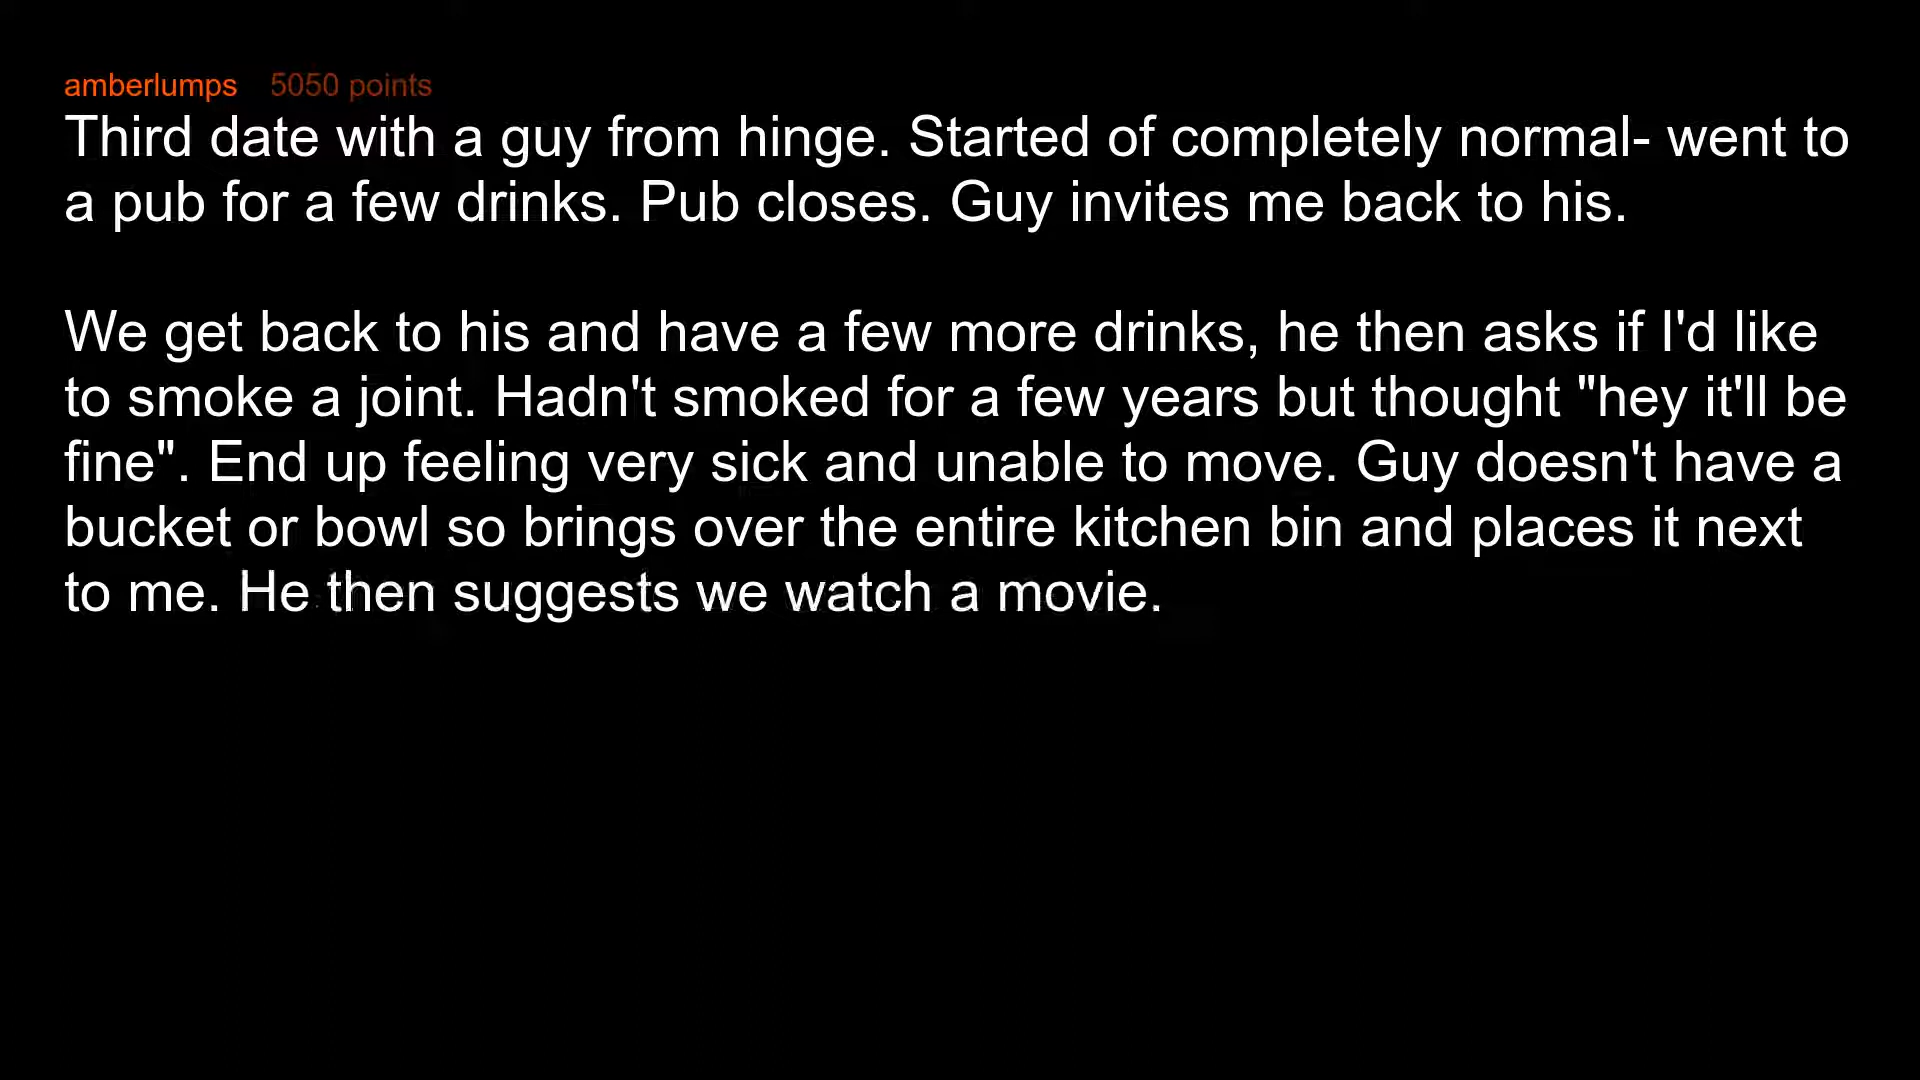 amberlumps 5050 points
Third date with a guy from hinge. Started of completely normal- went to
a pub for a few drinks. Pub closes. Guy invites me back to his.
We get back to his and have a few more drinks, he then asks if I'd like
to smoke a joint. Hadn't smoked for a few years but thought "hey it'll be
fine". End up feeling very sick and unable to move. Guy doesn't have a
bucket or bowl so brings over the entire kitchen bin and places it next
to me. He then suggests we watch a movie.